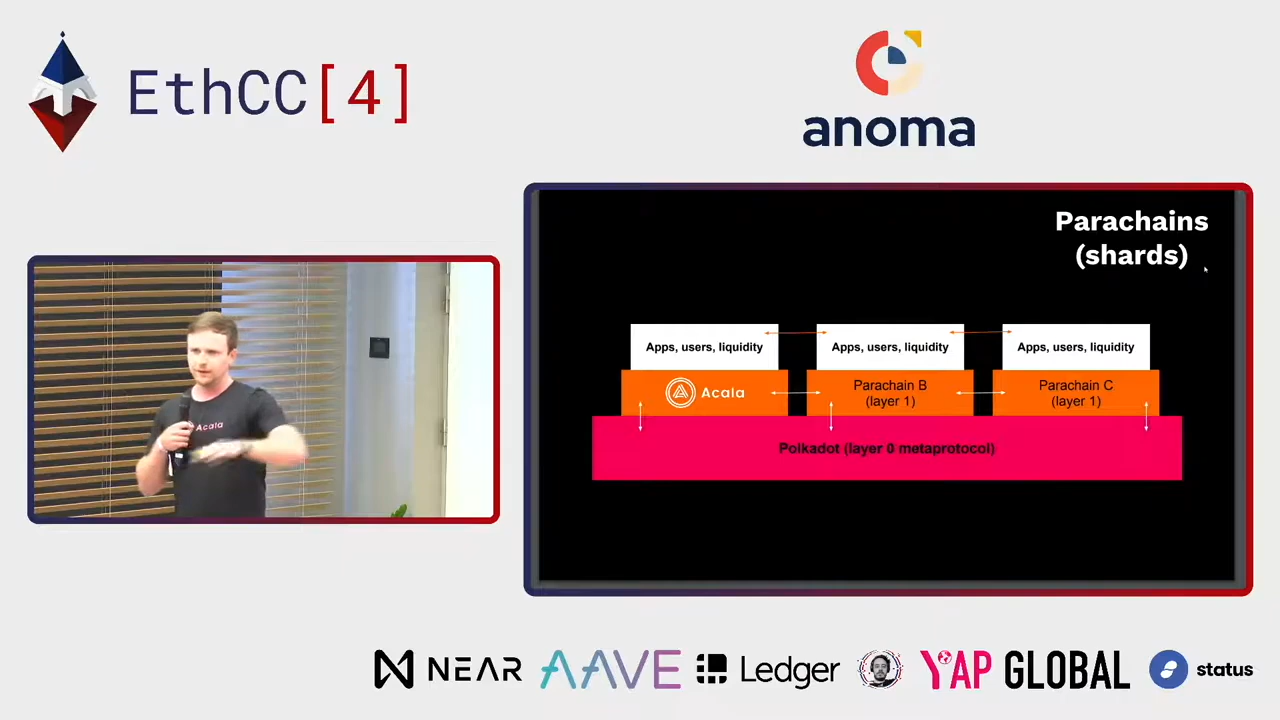 EthCC[4]
anoma
Parachains
(shards)
Apps, users, liquidity
Apps, users, liquidity
Apps, users, liquidity
Acala
Parachain B
(layer 1)
Parachain C
(layer 1)
Polkadot (layer 0 metaprotocol)
Acala
NEAR
AAVE
Ledger
YAP GLOBAL
status